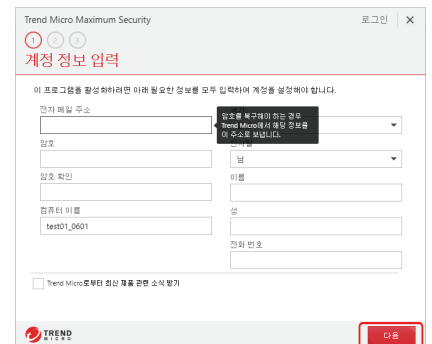 Trend Micro Maximum Security
로그인
1 2 3
계정 정보 입력
이 프로그램을 활성화하려면 아래 필요한 정보를 모두 입력하여 계정을 설정해야 합니다.
전자 메일 주소
암호를 복구해야 하는 경우
Trend Micro에서 해당 정보를
이 주소로 보냅니다.
암호
님
암호 확인
이름
컴퓨터 이름
성
test01_0601
전화 번호
Trend Micro로부터 최신 제품 관련 소식 받기
TREND
MICRO
다음